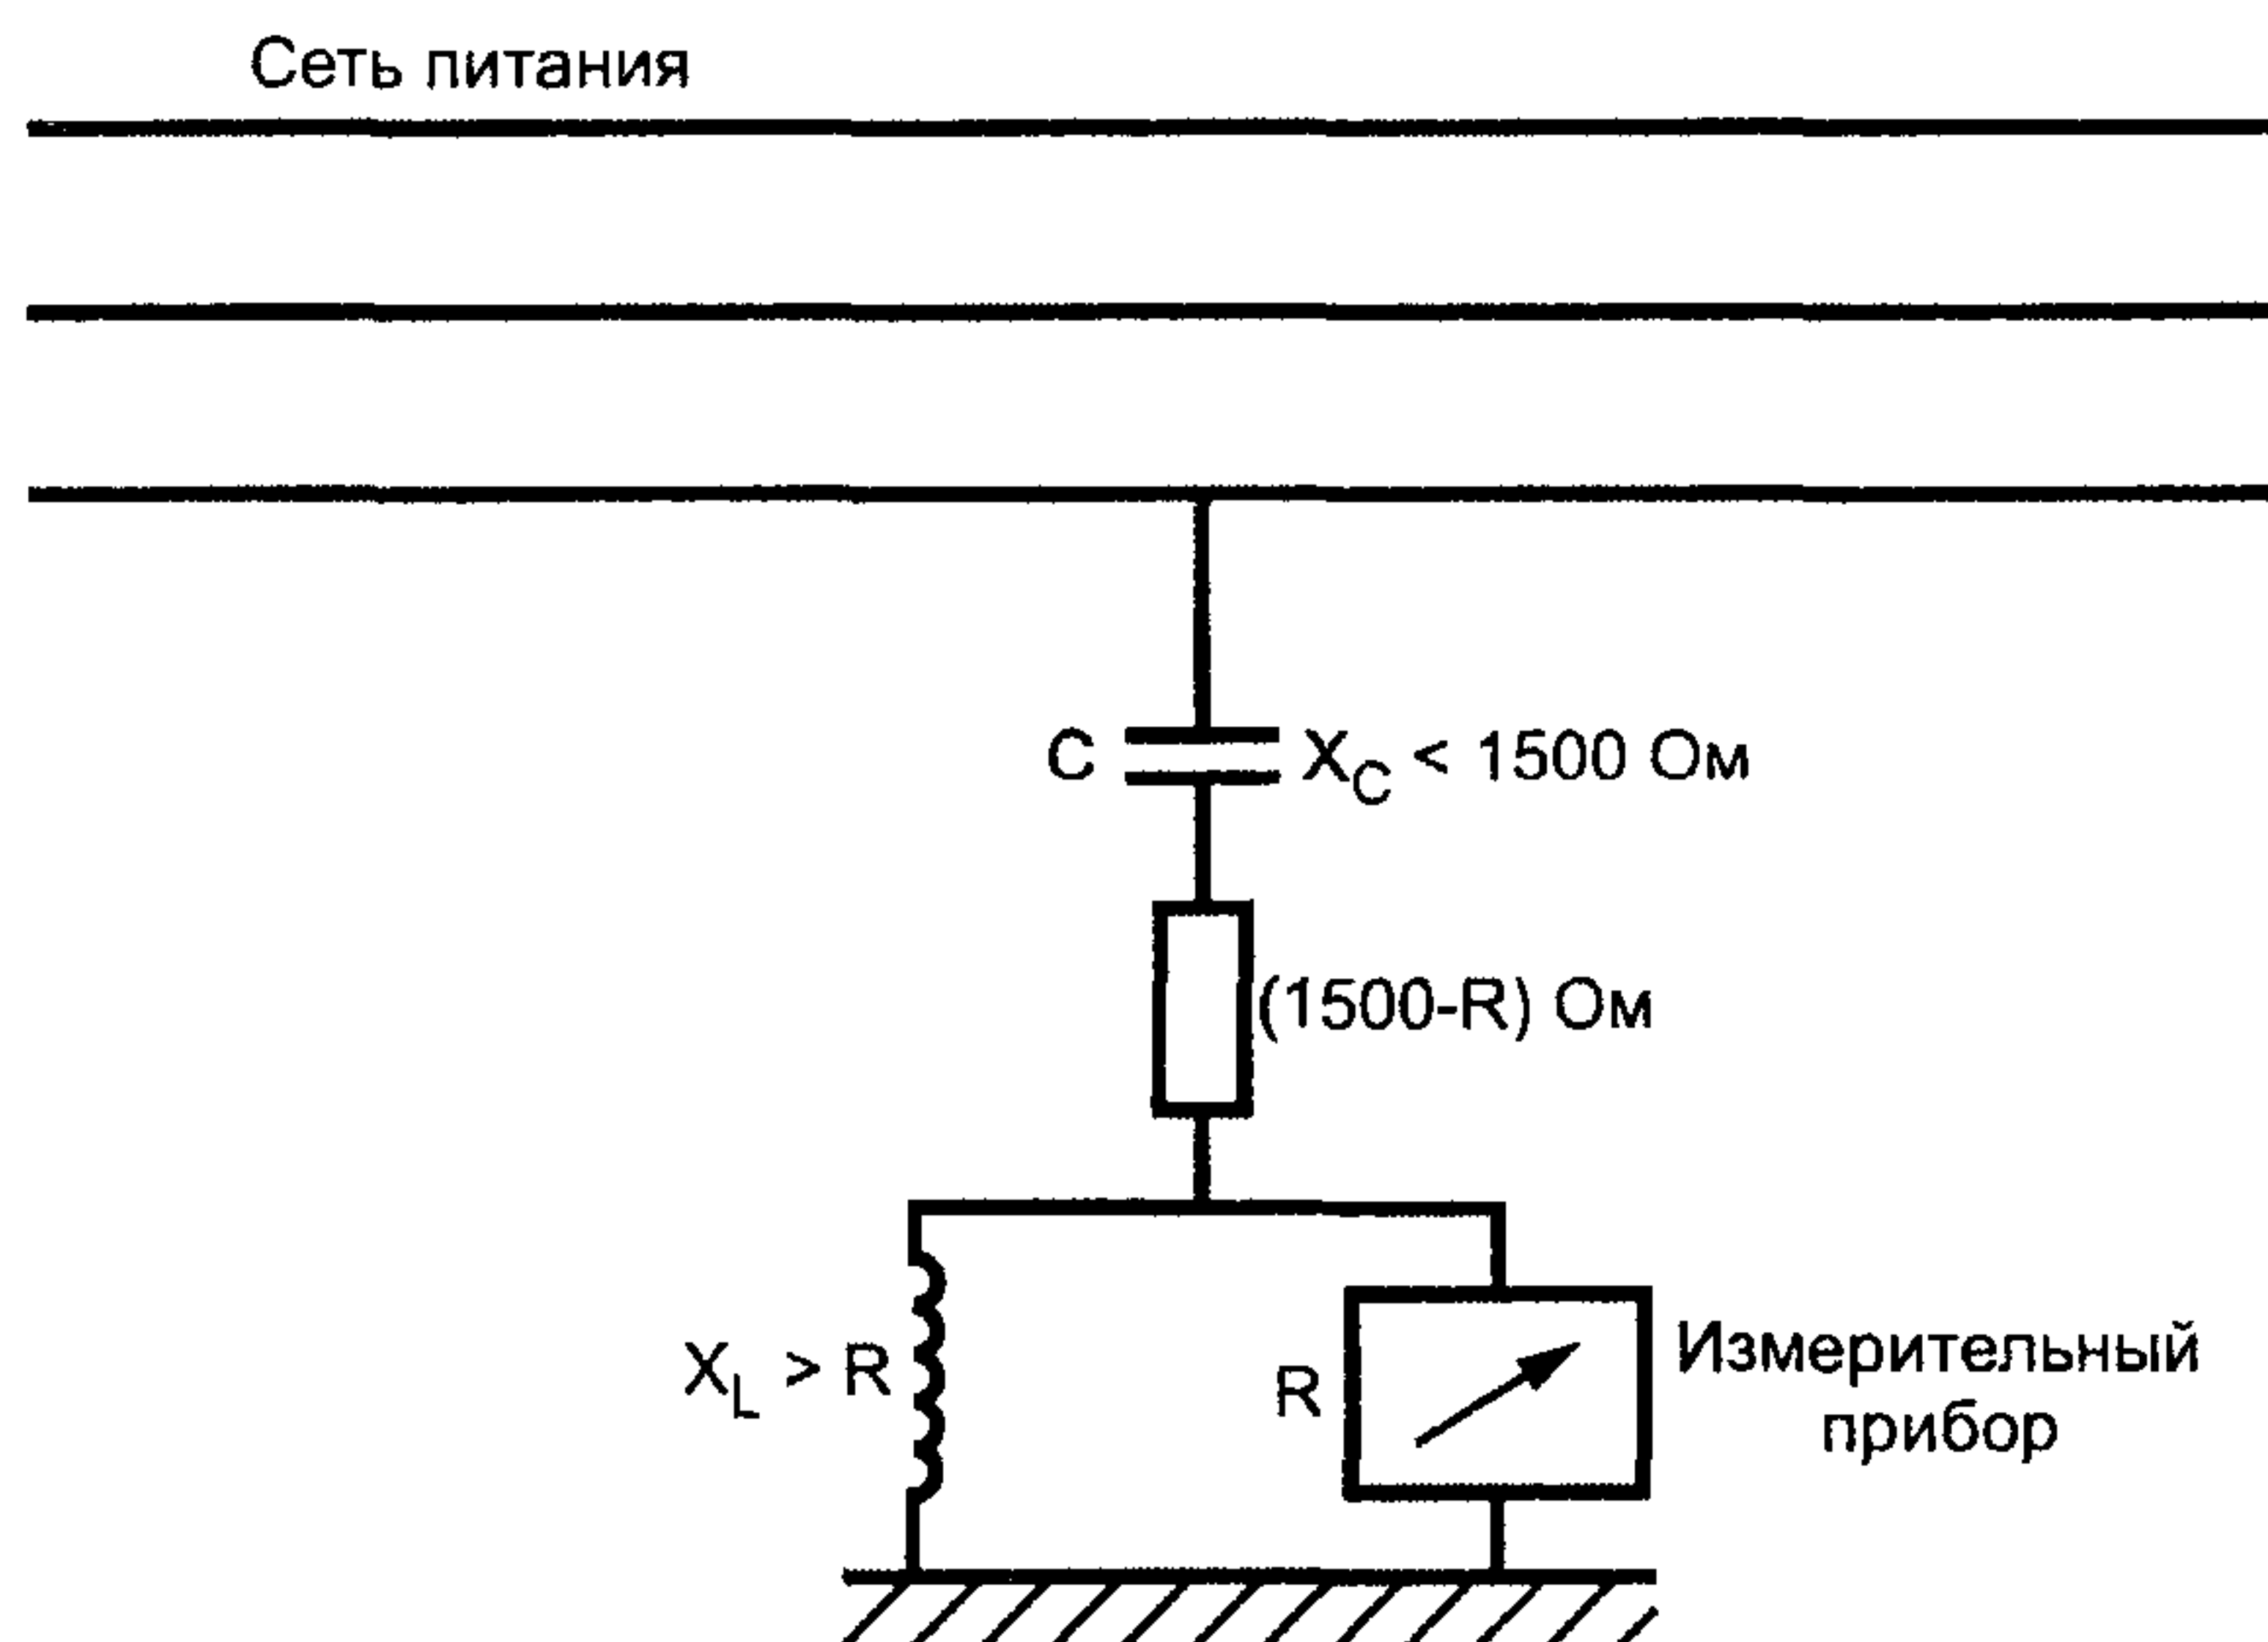 Сеть питания
C
X_C < 1500 Ом
(1500-R) Ом
X_L > R
R
Измерительный
прибор